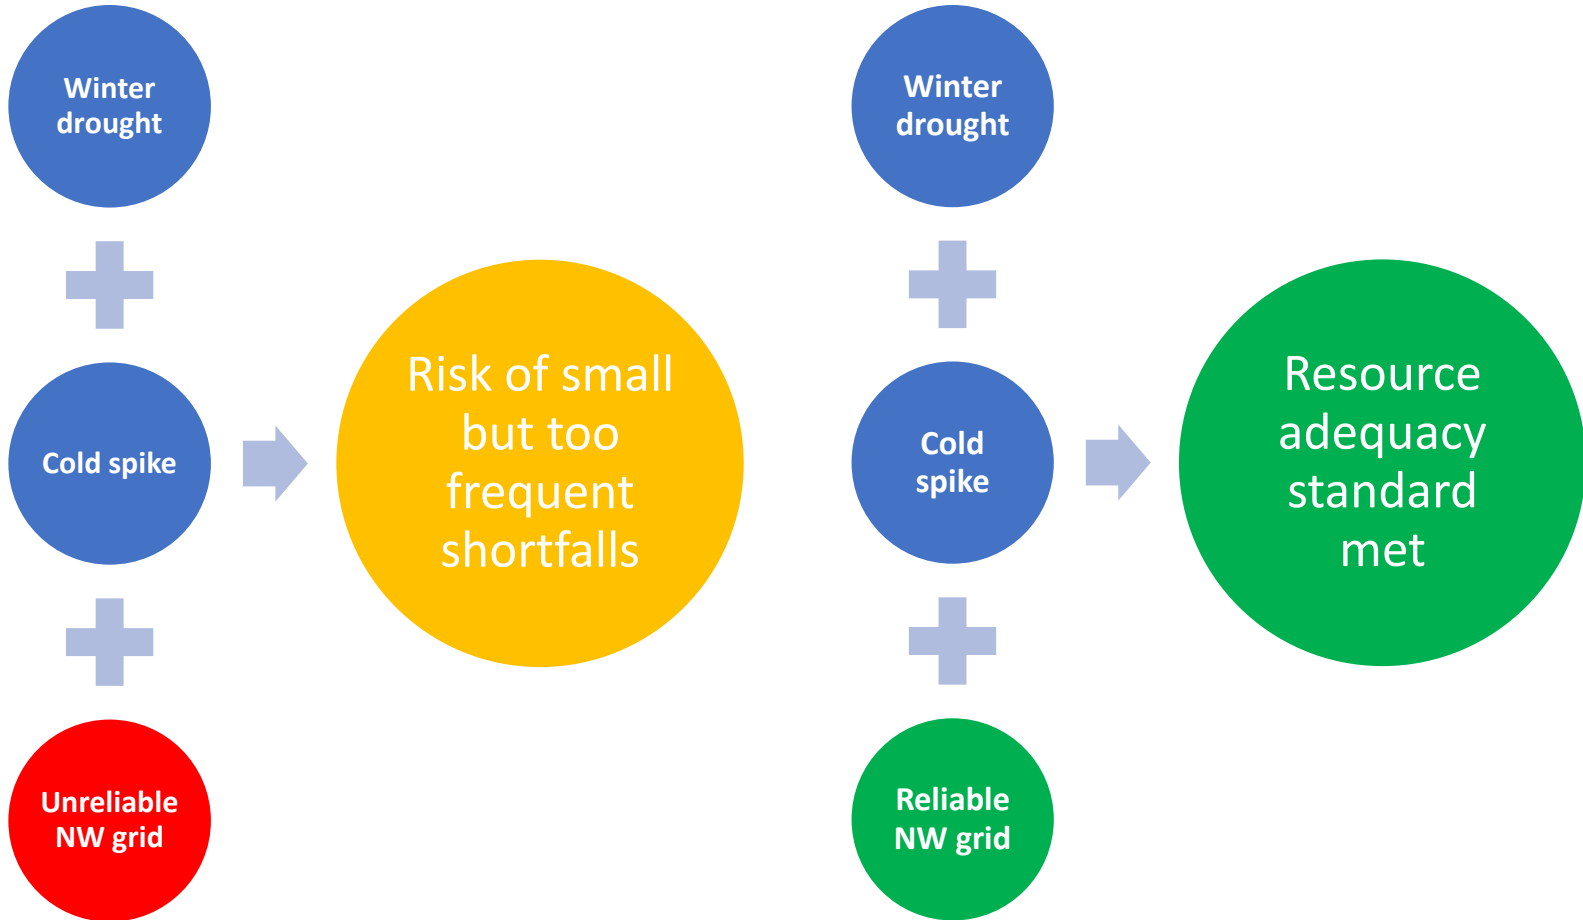 Winter
drought
Cold spike
Unreliable
NW grid
Risk of small
but too
frequent
shortfalls
Winter
drought
Cold
spike
Reliable
NW grid
Resource
adequacy
standard
met